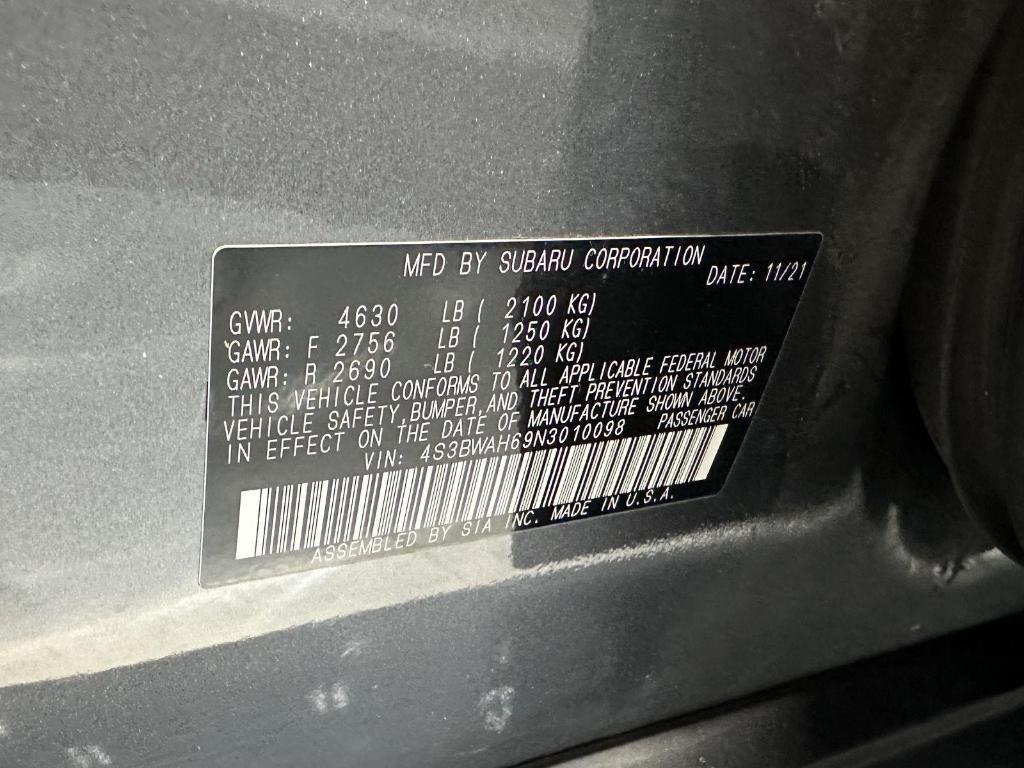 MFD BY SUBARU CORPORATION
DATE: 11/21
GVWR: 4630 LB ( 2100 KG)
GAWR: F 2756 LB ( 1250 KG)
GAWR: R 2690 LB ( 1220 KG)
THIS VEHICLE CONFORMS TO ALL APPLICABLE FEDERAL MOTOR
VEHICLE SAFETY, BUMPER, AND THEFT PREVENTION STANDARDS
IN EFFECT ON THE DATE OF MANUFACTURE SHOWN ABOVE.
VIN: 4S3BWAH69N3010098 PASSENGER CAR
ASSEMBLED BY SIA INC. MADE IN U.S.A.